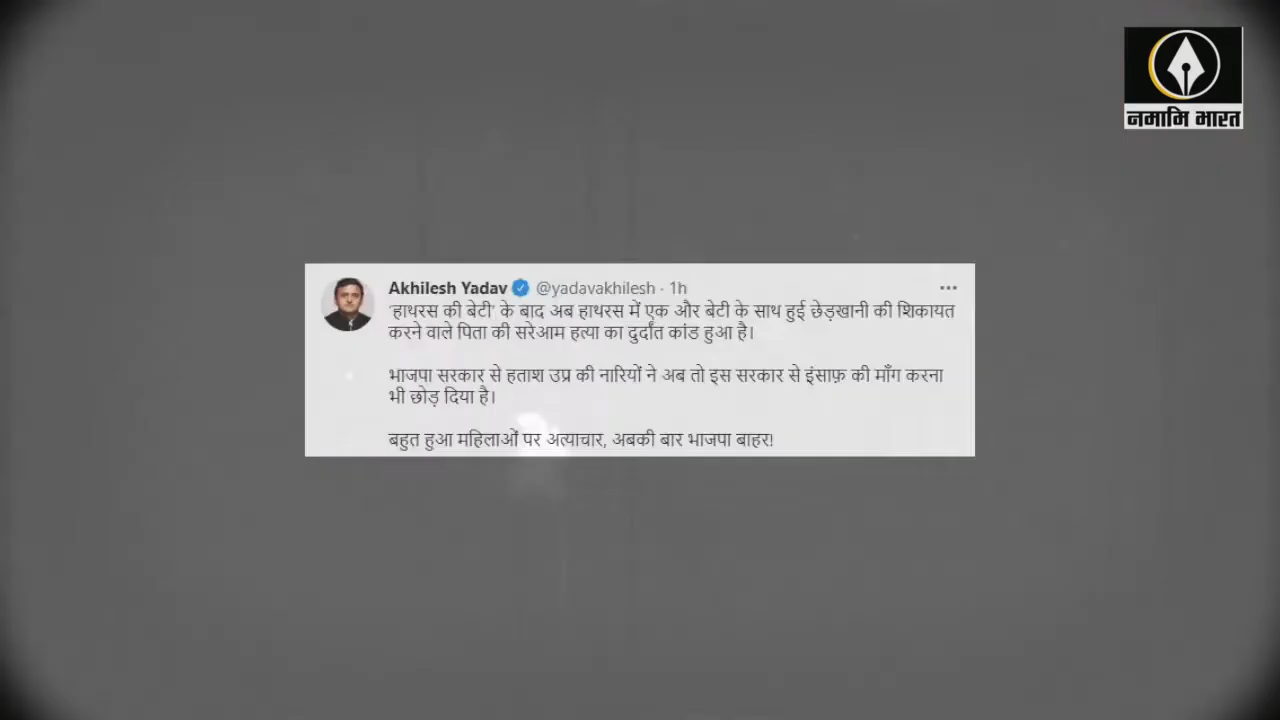 नमामि भारत
Akhilesh Yadav @yadavakhilesh · 1h
'हाथरस की बेटी' के बाद अब हाथरस में एक और बेटी के साथ हुई छेड़खानी की शिकायत
करने वाले पिता की सरेआम हत्या का दुर्दांत कांड हुआ है।
भाजपा सरकार से हताश उप्र की नारियों ने अब तो इस सरकार से इंसाफ़ की माँग करना
भी छोड़ दिया है।
बहुत हुआ महिलाओं पर अत्याचार, अबकी बार भाजपा बाहर!